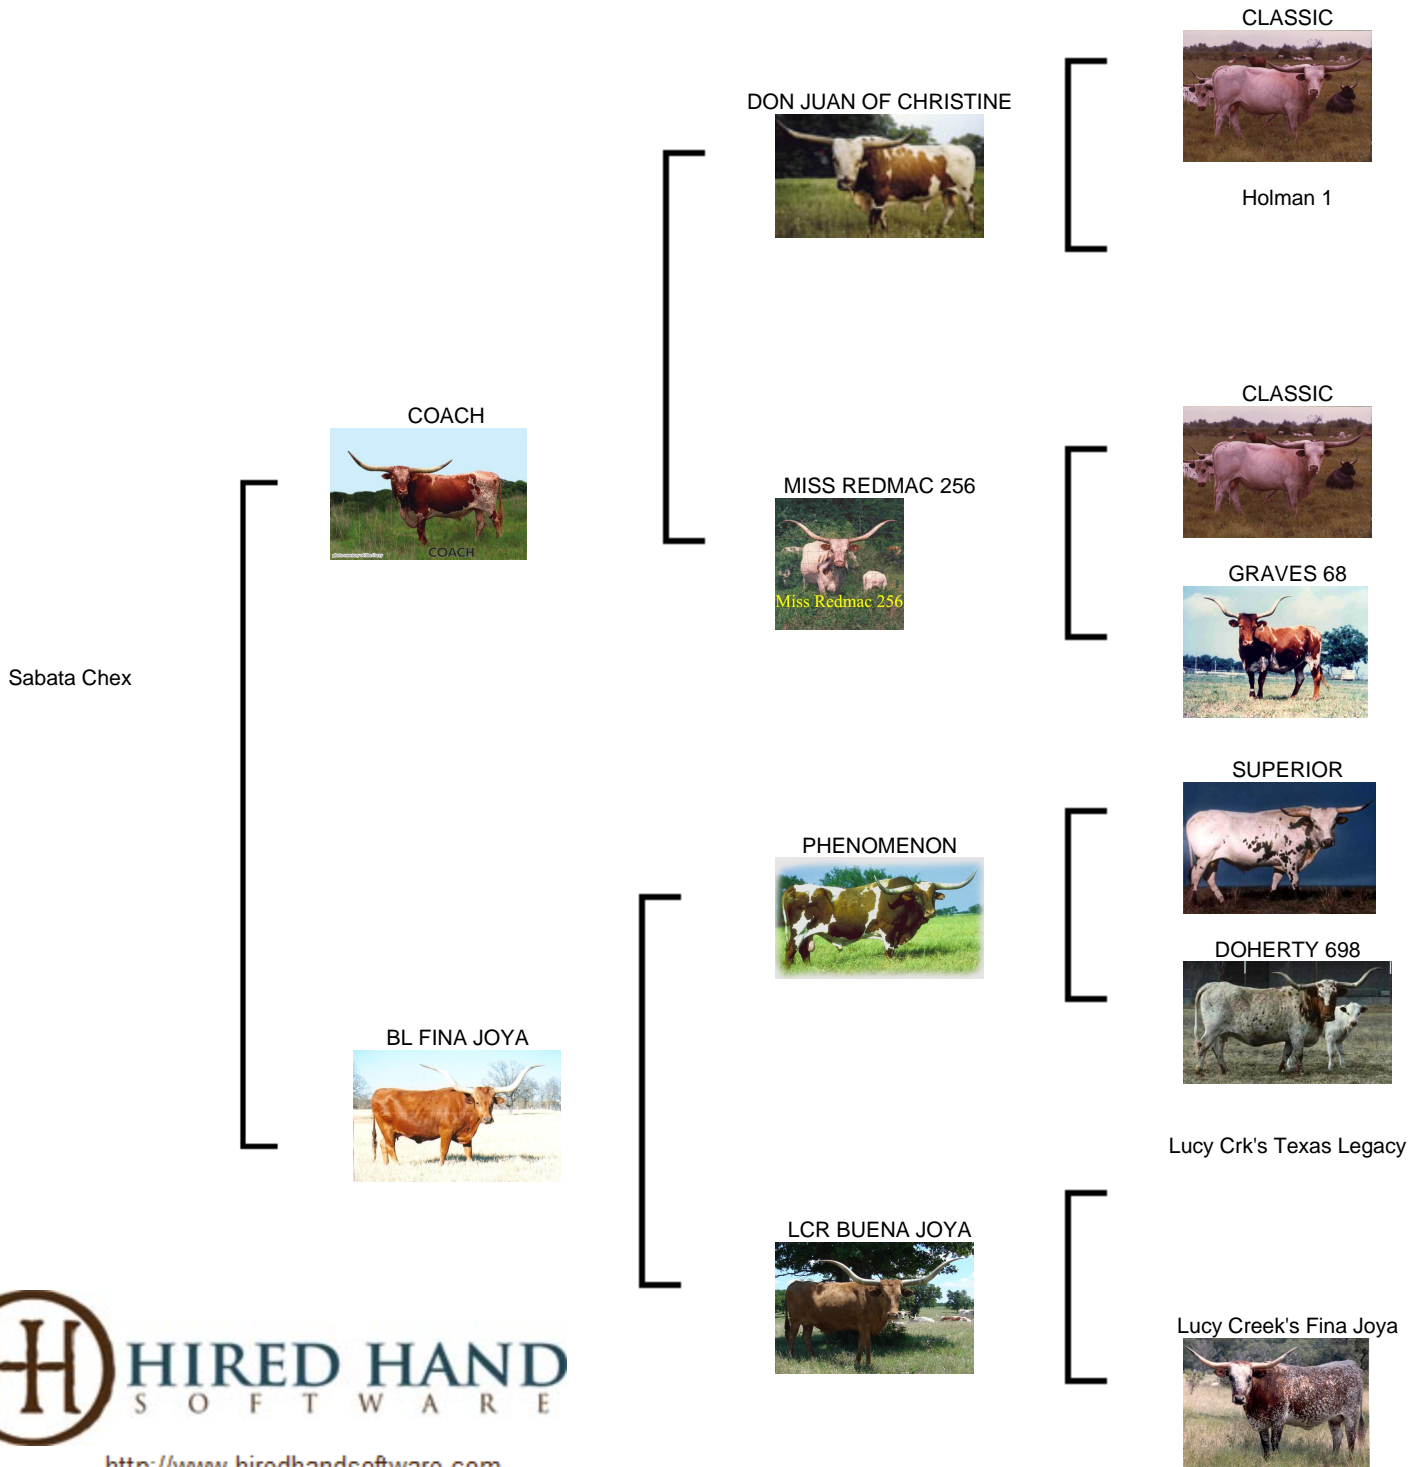 CLASSIC
DON JUAN OF CHRISTINE
Holman 1
CLASSIC
COACH
COACH
MISS REDMAC 256
Miss Redmac 256
GRAVES 68
Sabata Chex
SUPERIOR
PHENOMENON
DOHERTY 698
BL FINA JOYA
Lucy Crk's Texas Legacy
LCR BUENA JOYA
Lucy Creek's Fina Joya
HIRED HAND
SOFTWARE
http://www.hiredhandsoftware.com